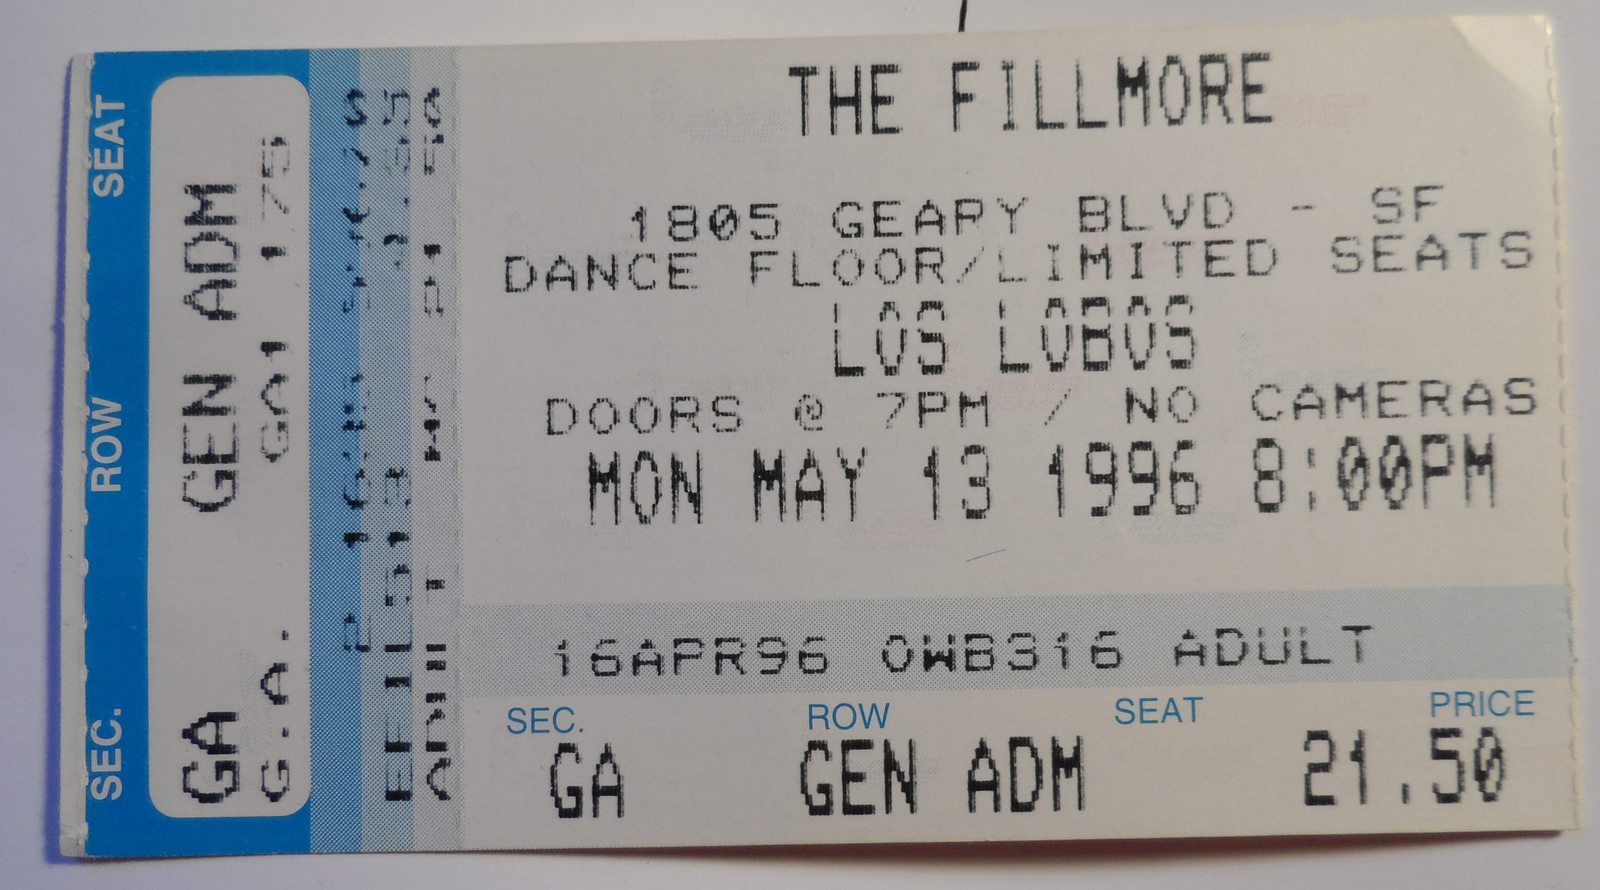 THE FILLMORE
1805 GEARY BLVD - SF
DANCE FLOOR/LIMITED SEATS
LOS LOBOS
DOORS @ 7PM / NO CAMERAS
MON MAY 13 1996 8:00PM
16APR96 OWB316 ADULT
SEC. ROW SEAT PRICE
GA GEN ADM 21.50
SEC. ROW SEAT
GA GEN ADM
G.A. GA1 175